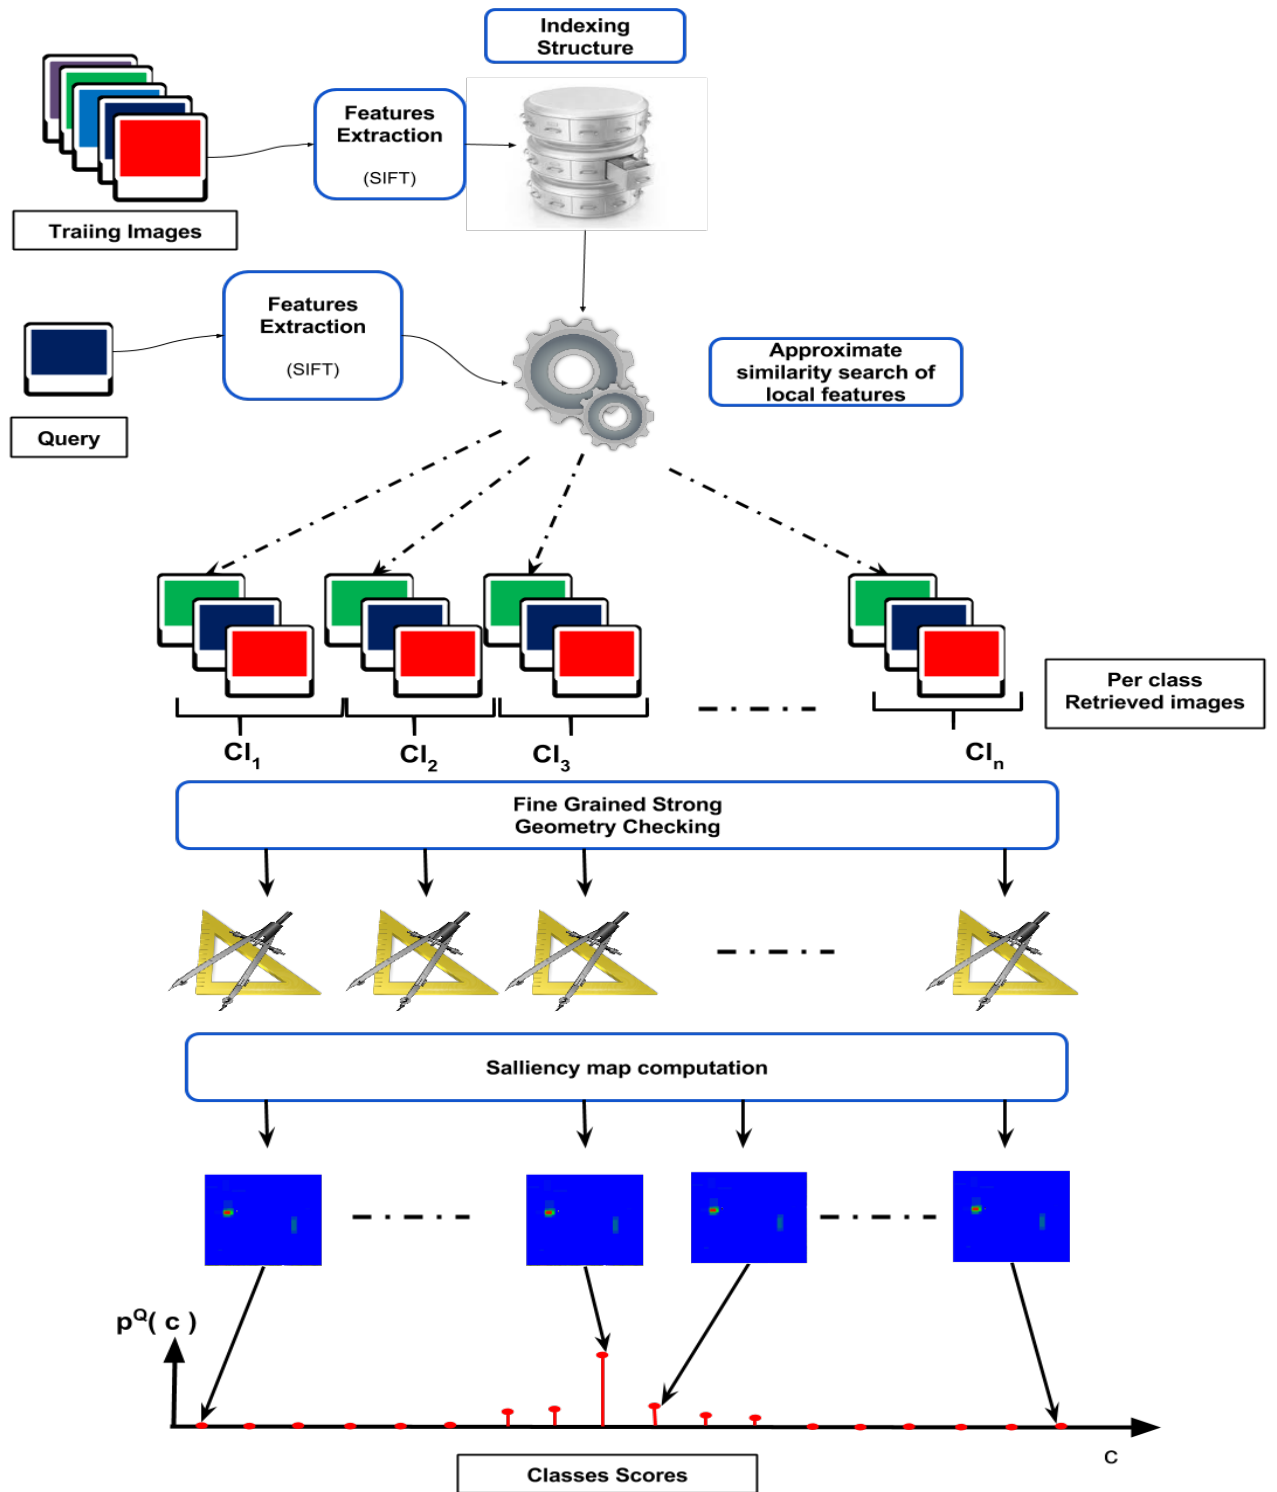 Indexing
Structure
Features
Extraction
(SIFT)
Traiing Images
Features
Extraction
(SIFT)
Query
Approximate
similarity search of
local features
Per class
Retrieved images
Cl₁
Cl₂
Cl₃
Clₙ
Fine Grained Strong
Geometry Checking
Salliency map computation
p^Q( c )
C
Classes Scores